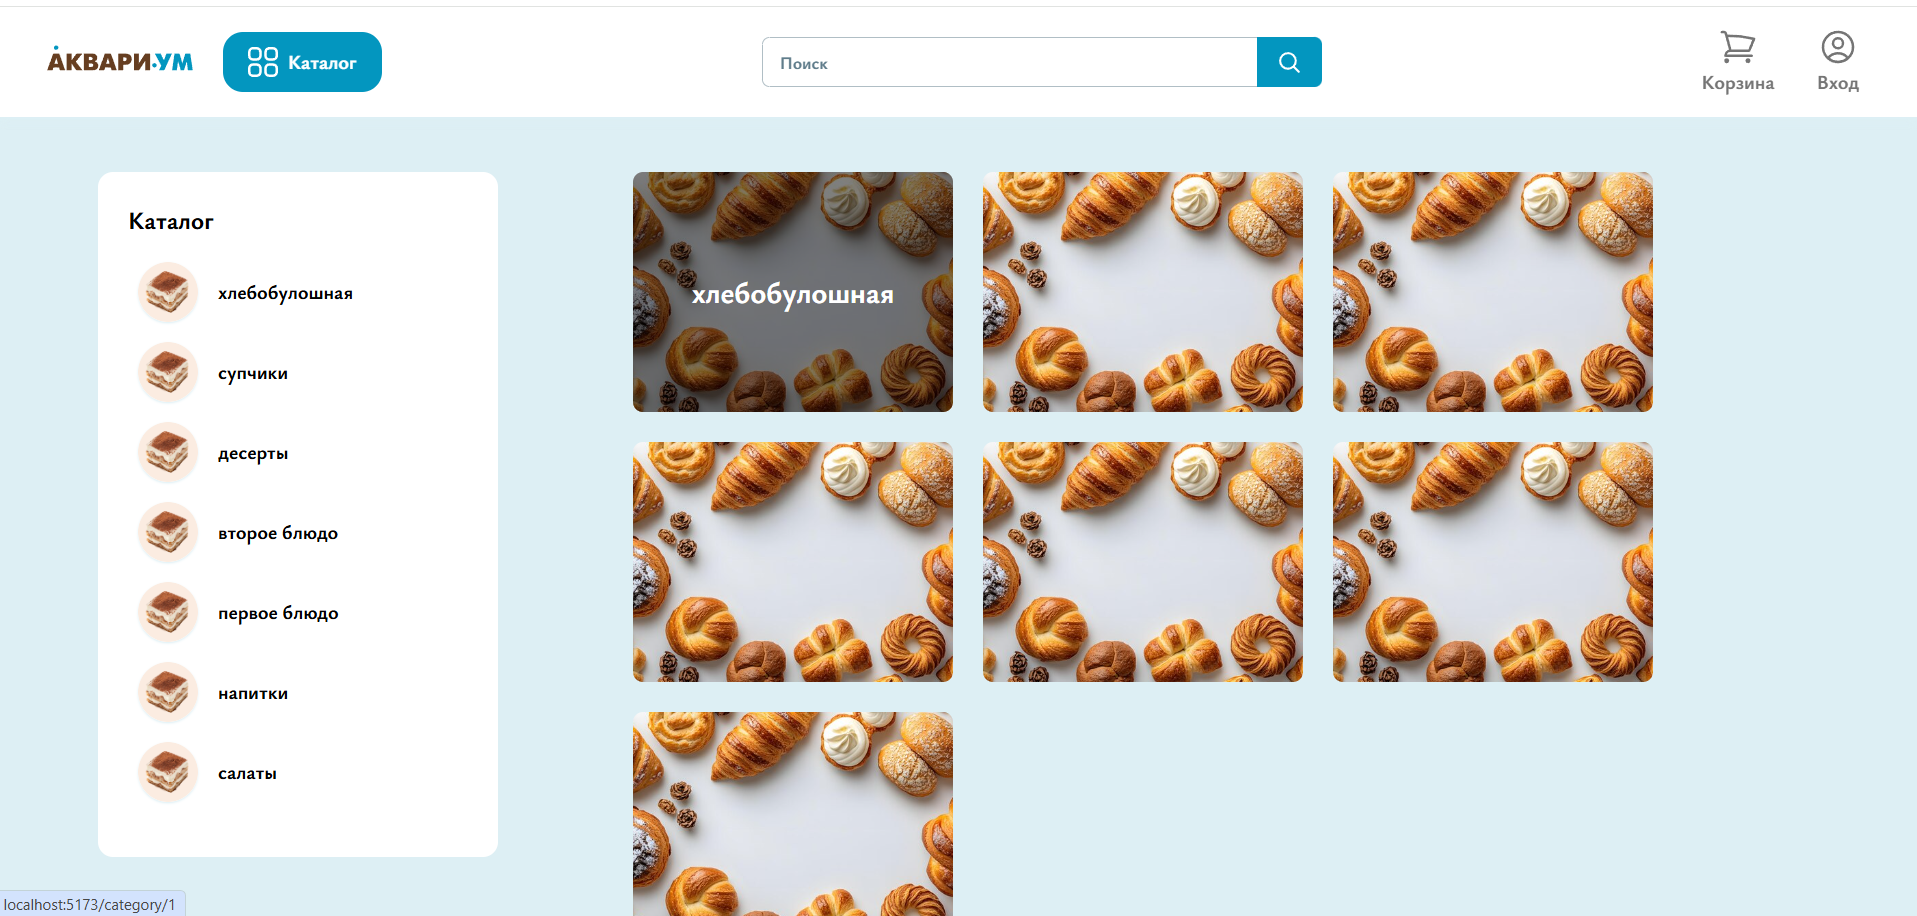 АКВАРИ·УМ
Каталог
Поиск
Корзина
Вход
Каталог
хлебобулошная
супчики
десерты
второе блюдо
первое блюдо
напитки
салаты
хлебобулошная
localhost:5173/category/1